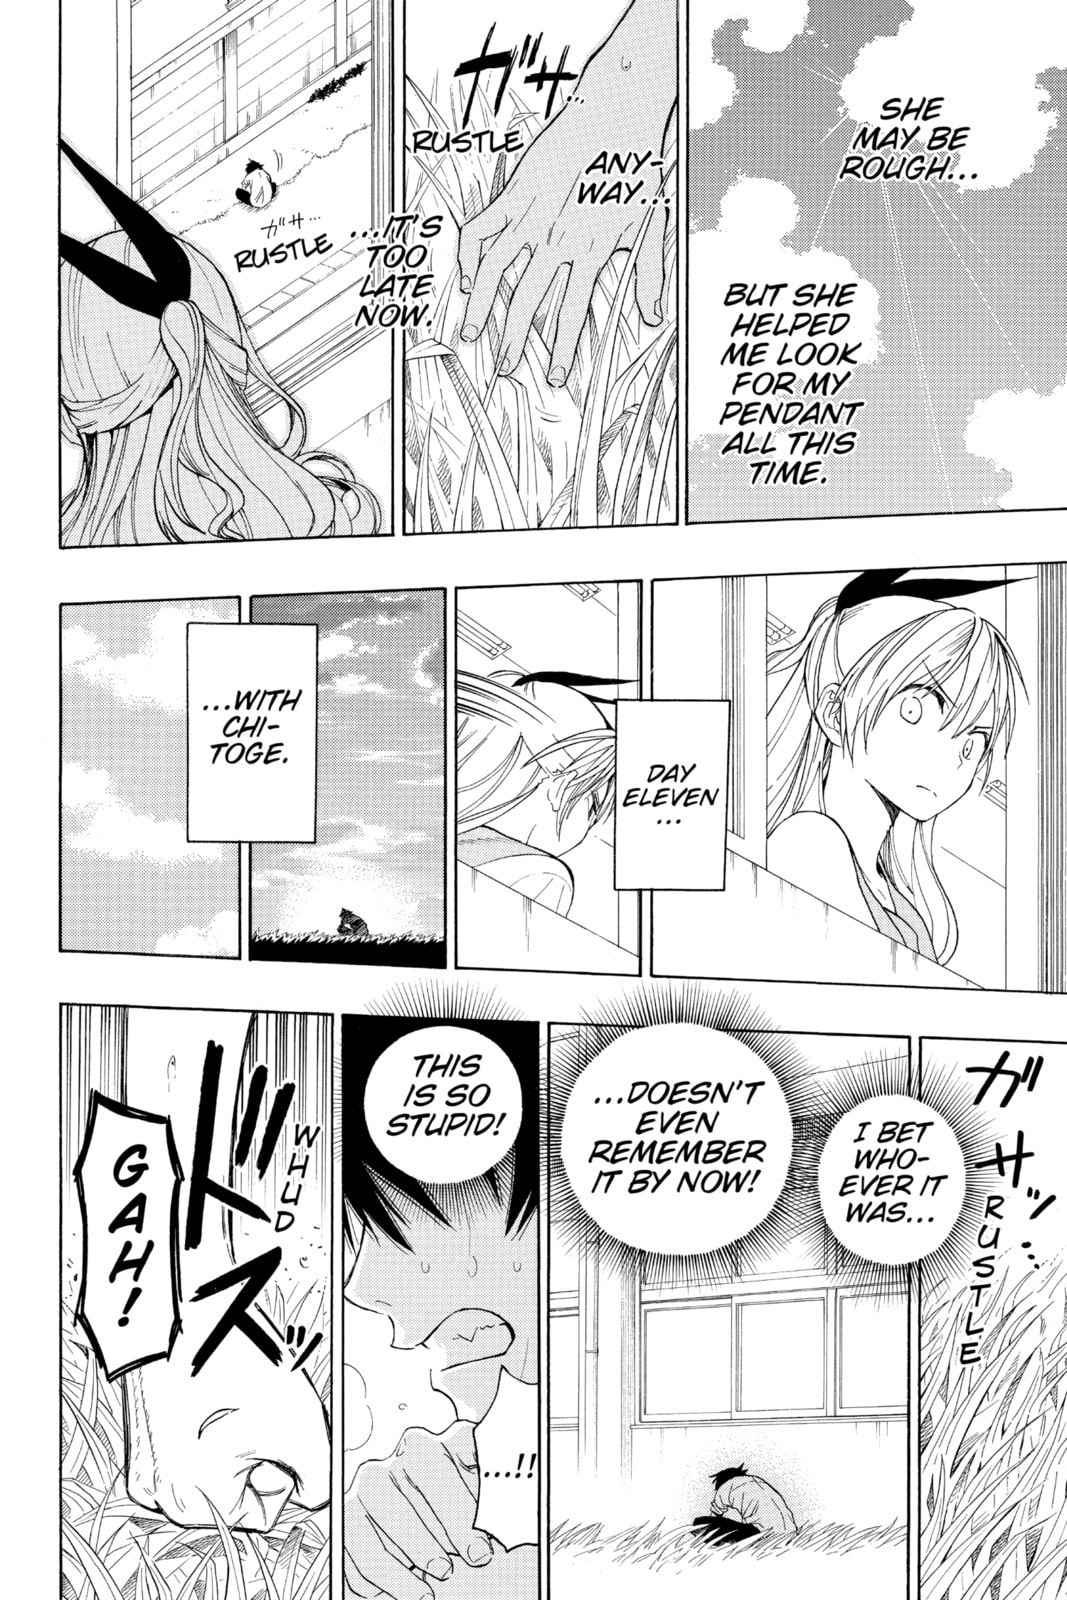 SHE
MAY BE
ROUGH...
BUT SHE
HELPED
ME LOOK
FOR MY
PENDANT
ALL THIS
TIME.
ガサ...
RUSTLE
ANY-
WAY...
...IT'S
TOO
LATE
NOW.
ガサ...
RUSTLE
DAY
ELEVEN
...
...WITH
CHI-
TOGE.
ガサッ...
RUSTLE
I BET
WHO-
EVER IT
WAS...
...DOESN'T
EVEN
REMEMBER
IT BY NOW!
THIS
IS SO
STUPID!
...!!
ドズッ
WHUD
GAH!